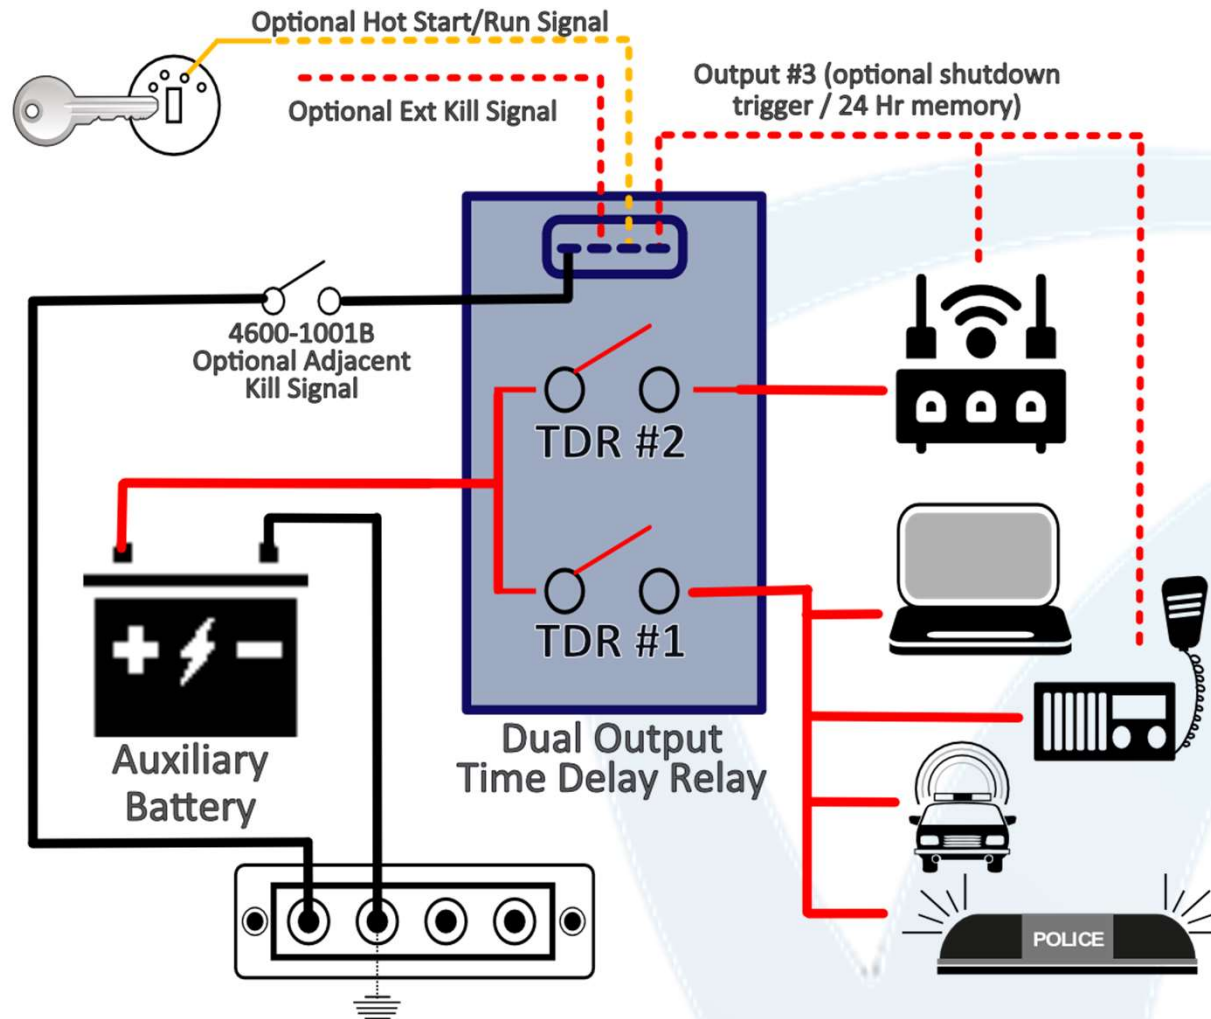 Optional Hot Start/Run Signal
Optional Ext Kill Signal
Output #3 (optional shutdown
trigger / 24 Hr memory)
4600-1001B
Optional Adjacent
Kill Signal
TDR #2
TDR #1
Dual Output
Time Delay Relay
Auxiliary
Battery
POLICE